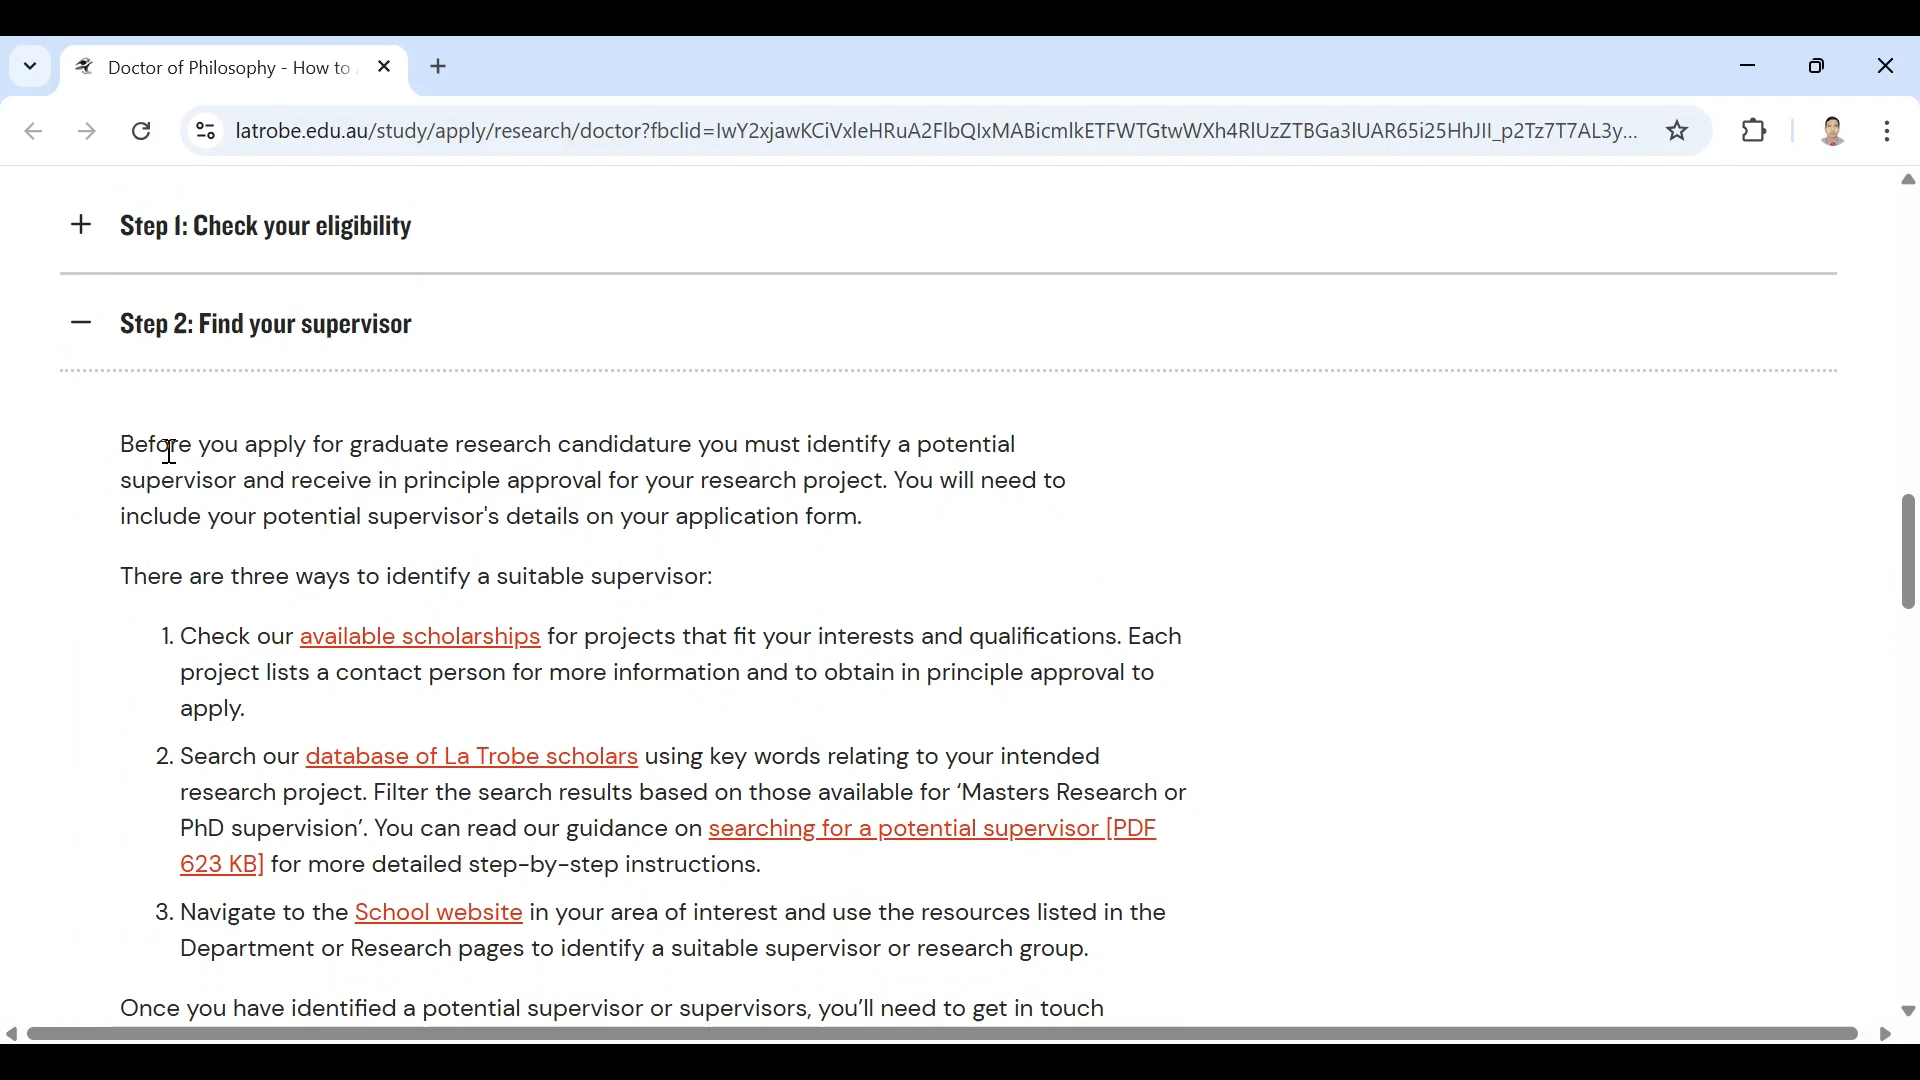 Doctor of Philosophy - How to
latrobe.edu.au/study/apply/research/doctor?fbclid=IwY2xjawKCiVxleHRuA2FlbQIxMABicmlkETFWTGtwWXh4RlUzZTBGa3lUAR65i25HhJII_p2Tz7T7AL3y...
Step 1: Check your eligibility
Step 2: Find your supervisor
Before you apply for graduate research candidature you must identify a potential
supervisor and receive in principle approval for your research project. You will need to
include your potential supervisor's details on your application form.
There are three ways to identify a suitable supervisor:
1. Check our available scholarships for projects that fit your interests and qualifications. Each
project lists a contact person for more information and to obtain in principle approval to
apply.
2. Search our database of La Trobe scholars using key words relating to your intended
research project. Filter the search results based on those available for ‘Masters Research or
PhD supervision’. You can read our guidance on searching for a potential supervisor [PDF
623 KB] for more detailed step-by-step instructions.
3. Navigate to the School website in your area of interest and use the resources listed in the
Department or Research pages to identify a suitable supervisor or research group.
Once you have identified a potential supervisor or supervisors, you’ll need to get in touch